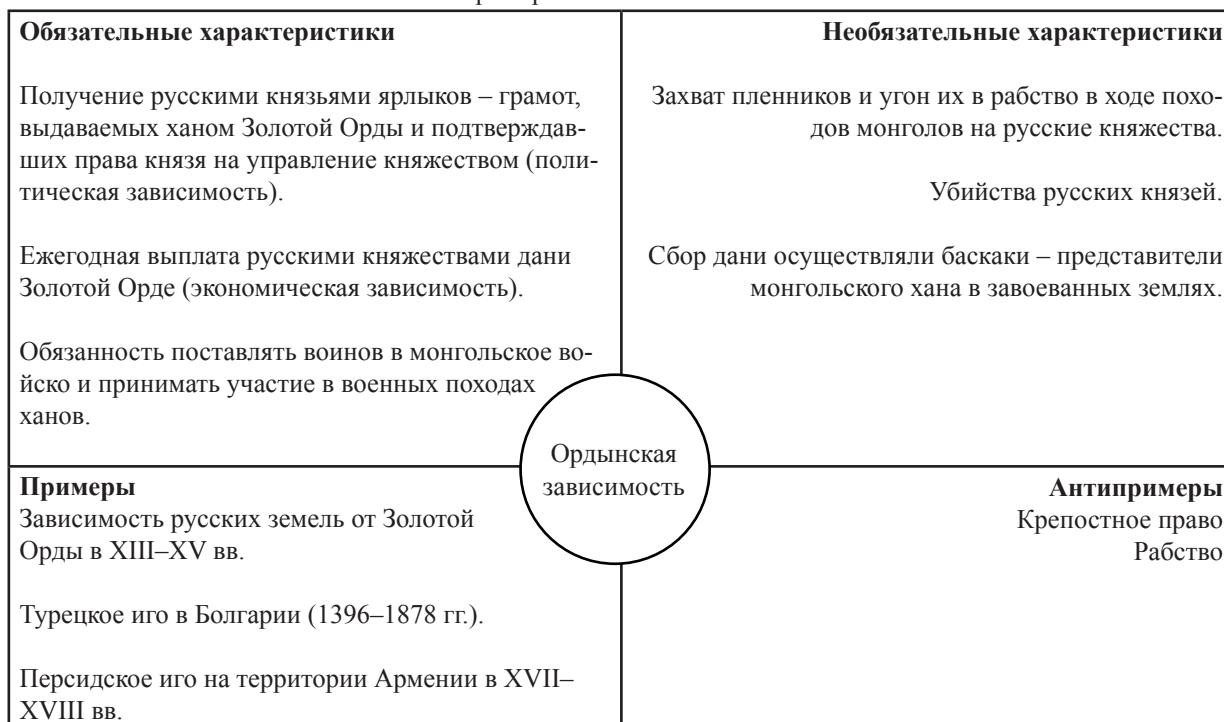 Обязательные характеристики
Получение русскими князьями ярлыков – грамот,
выдаваемых ханом Золотой Орды и подтверждав-
ших права князя на управление княжеством (поли-
тическая зависимость).
Ежегодная выплата русскими княжествами дани
Золотой Орде (экономическая зависимость).
Обязанность поставлять воинов в монгольское во-
йско и принимать участие в военных походах
ханов.
Необязательные характеристики
Захват пленников и угон их в рабство в ходе похо-
дов монголов на русские княжества.
Убийства русских князей.
Сбор дани осуществляли баскаки – представители
монгольского хана в завоеванных землях.
Ордынская
зависимость
Примеры
Зависимость русских земель от Золотой
Орды в XIII–XV вв.
Турецкое иго в Болгарии (1396–1878 гг.).
Персидское иго на территории Армении в XVII–
XVIII вв.
Антипримеры
Крепостное право
Рабство